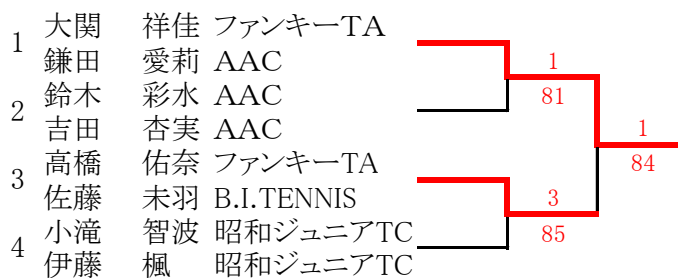 1 大関 祥佳 ファンキーTA
鎌田 愛莉 AAC
2 鈴木 彩水 AAC
吉田 杏実 AAC
3 高橋 佑奈 ファンキーTA
佐藤 未羽 B.I.TENNIS
4 小滝 智波 昭和ジュニアTC
伊藤 楓 昭和ジュニアTC
1
81
3
85
1
84